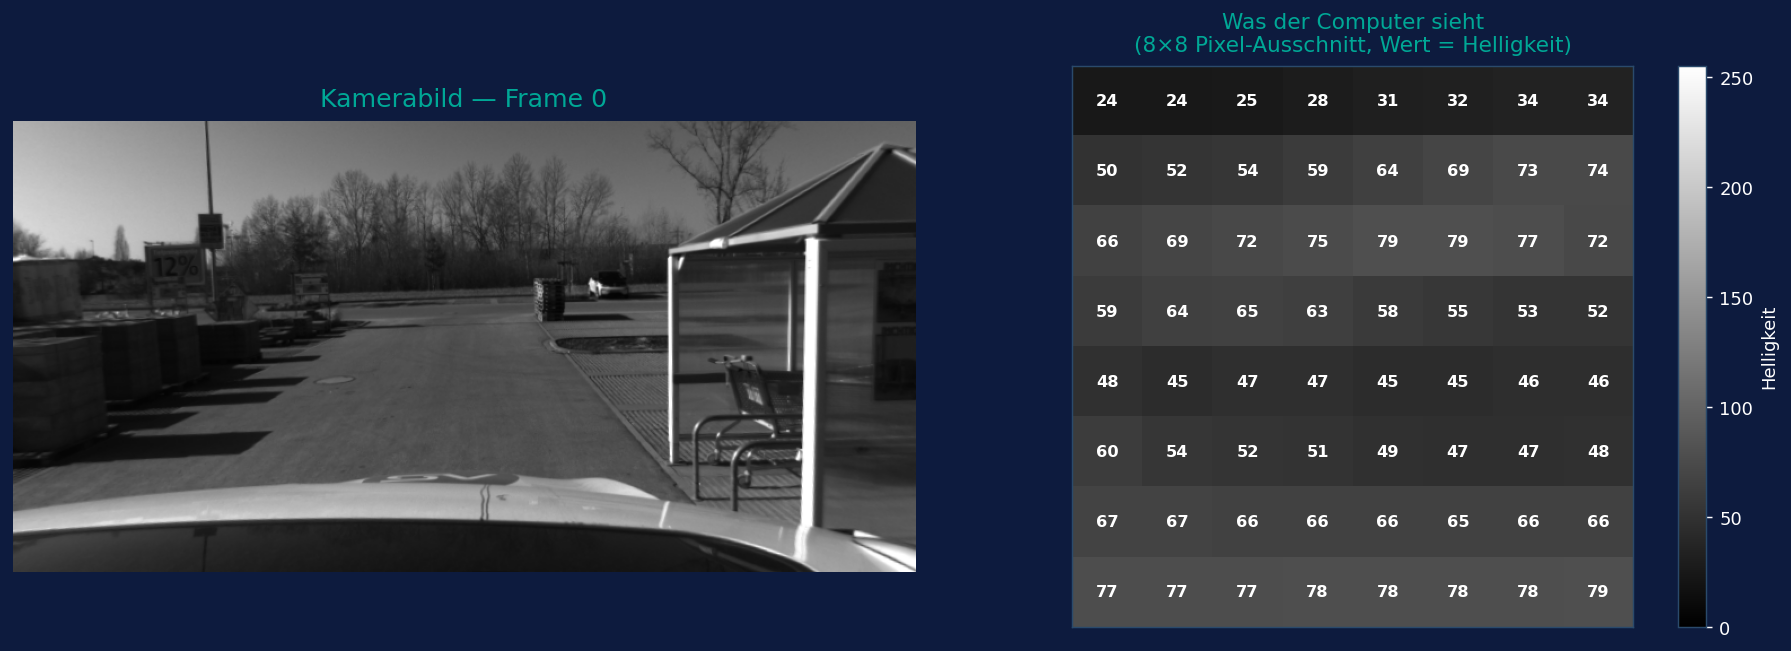 Kamerabild — Frame 0
12%
Was der Computer sieht
(8×8 Pixel-Ausschnitt, Wert = Helligkeit)
24 24 25 28 31 32 34 34
50 52 54 59 64 69 73 74
66 69 72 75 79 79 77 72
59 64 65 63 58 55 53 52
48 45 47 47 45 45 46 46
60 54 52 51 49 47 47 48
67 67 66 66 66 65 66 66
77 77 77 78 78 78 78 79
250
200
150
100
50
0
Helligkeit